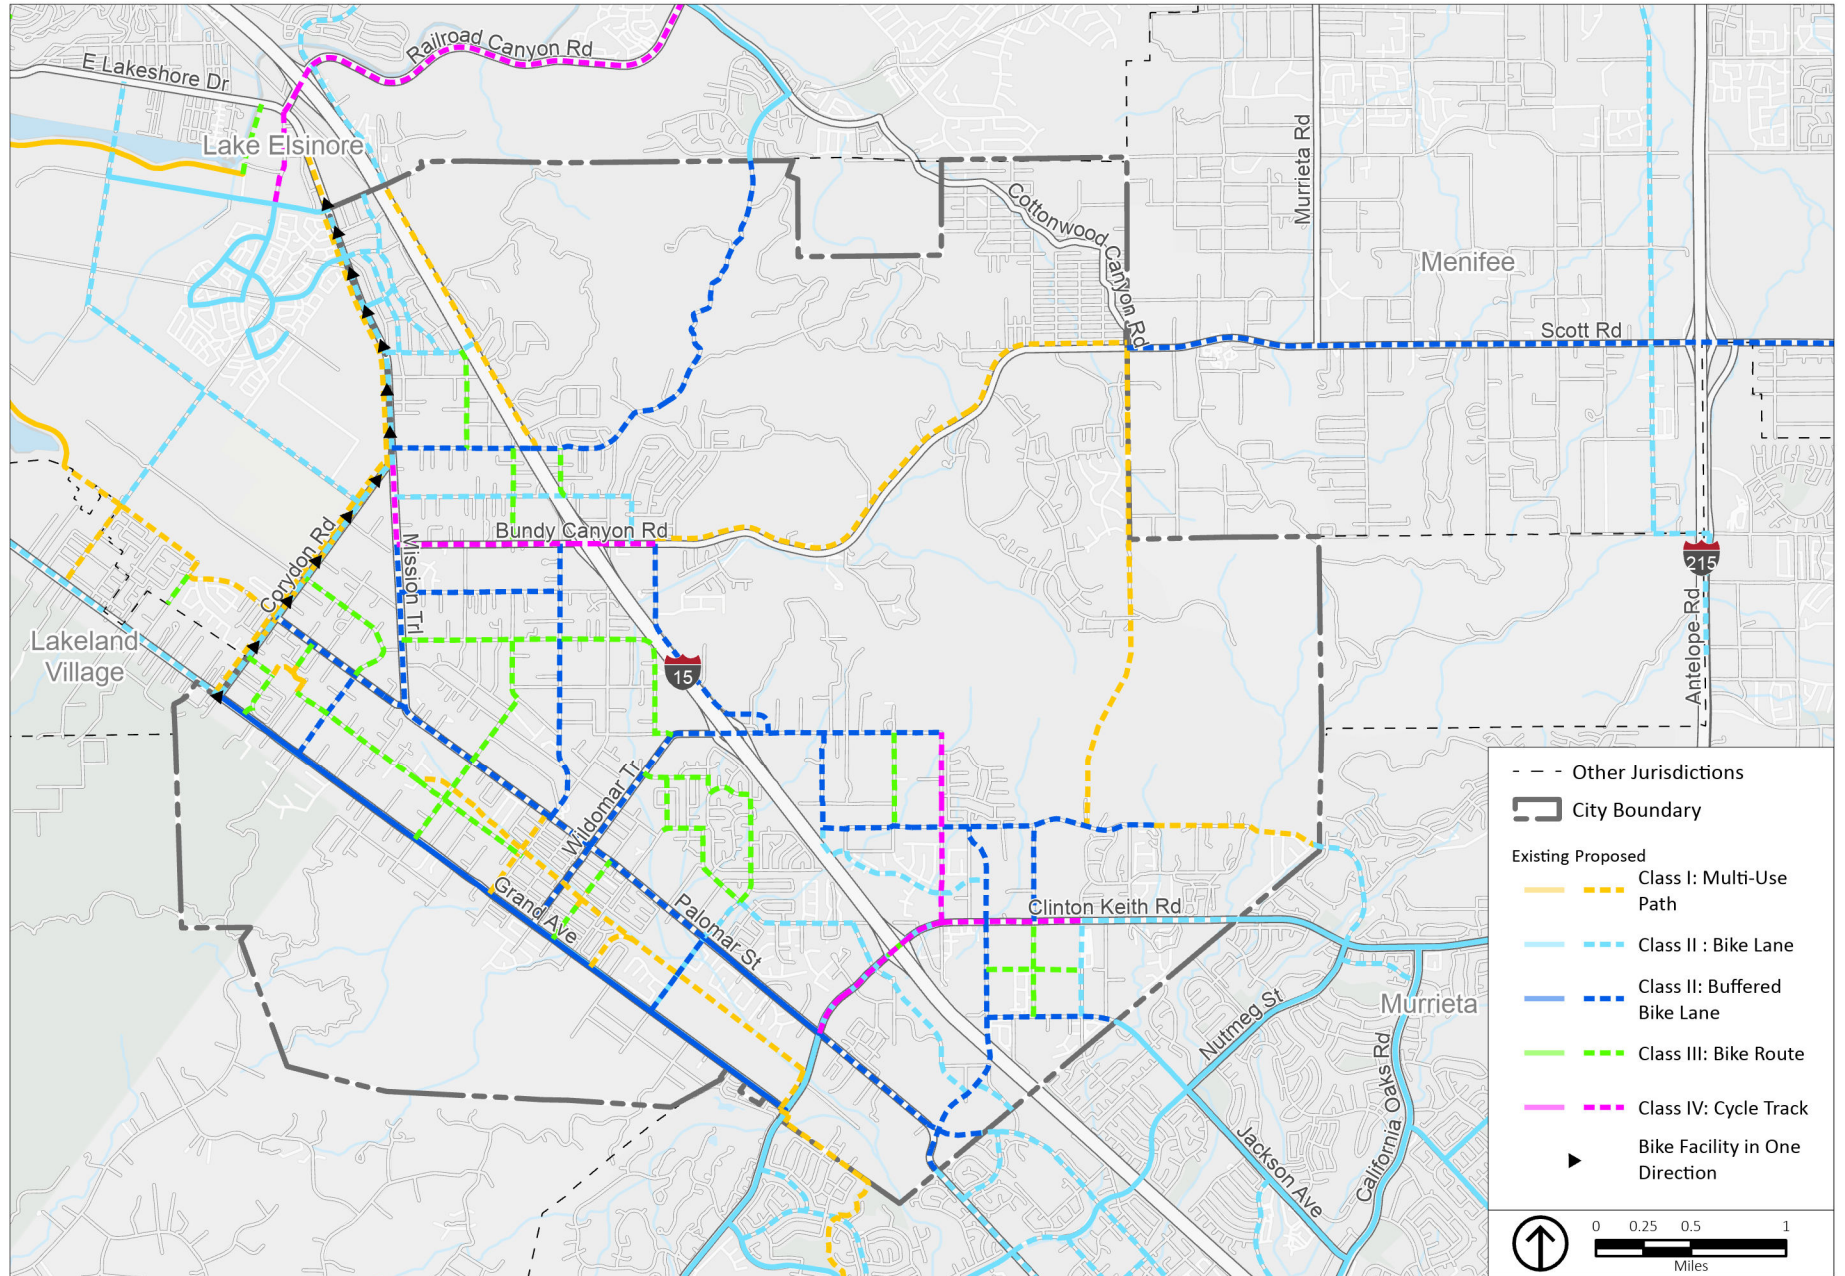 Railroad Canyon Rd
E Lakeshore Dr
Lake Elsinore
Murrieta Rd
Cottonwood Canyon Rd
Menifee
Scott Rd
Bundy Canyon Rd
Corydon Rd
Mission Trl
215
Antelope Rd
Lakeland
Village
15
Wildomar Tr
Grand Ave
Palomar St
Clinton Keith Rd
Nutmeg St
Murrieta
California Oaks Rd
Jackson Ave
Other Jurisdictions
City Boundary
Existing Proposed
Class I: Multi-Use
Path
Class II : Bike Lane
Class II: Buffered
Bike Lane
Class III: Bike Route
Class IV: Cycle Track
Bike Facility in One
Direction
0 0.25 0.5 1
Miles